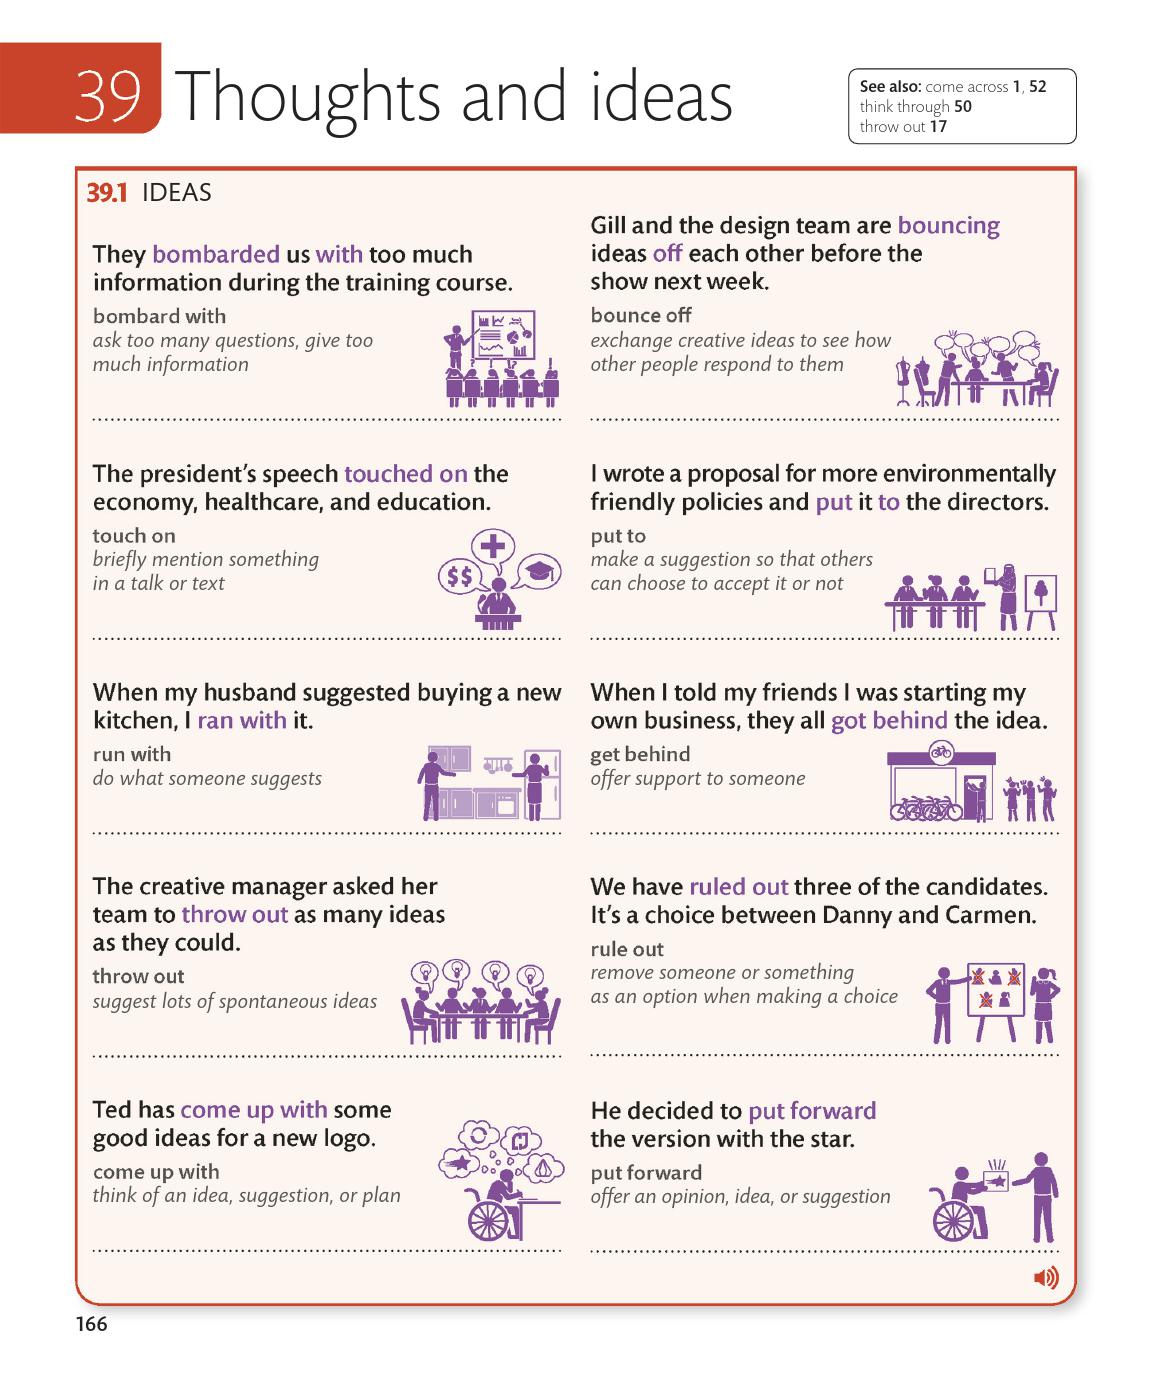 39 Thoughts and ideas
See also: come across 1, 52
think through 50
throw out 17
39.1 IDEAS
They bombarded us with too much
information during the training course.
bombard with
ask too many questions, give too
much information
Gill and the design team are bouncing
ideas off each other before the
show next week.
bounce off
exchange creative ideas to see how
other people respond to them
The president's speech touched on the
economy, healthcare, and education.
touch on
briefly mention something
in a talk or text
$$
I wrote a proposal for more environmentally
friendly policies and put it to the directors.
put to
make a suggestion so that others
can choose to accept it or not
When my husband suggested buying a new
kitchen, I ran with it.
run with
do what someone suggests
When I told my friends I was starting my
own business, they all got behind the idea.
get behind
offer support to someone
The creative manager asked her
team to throw out as many ideas
as they could.
throw out
suggest lots of spontaneous ideas
We have ruled out three of the candidates.
It's a choice between Danny and Carmen.
rule out
remove someone or something
as an option when making a choice
Ted has come up with some
good ideas for a new logo.
come up with
think of an idea, suggestion, or plan
He decided to put forward
the version with the star.
put forward
offer an opinion, idea, or suggestion
166